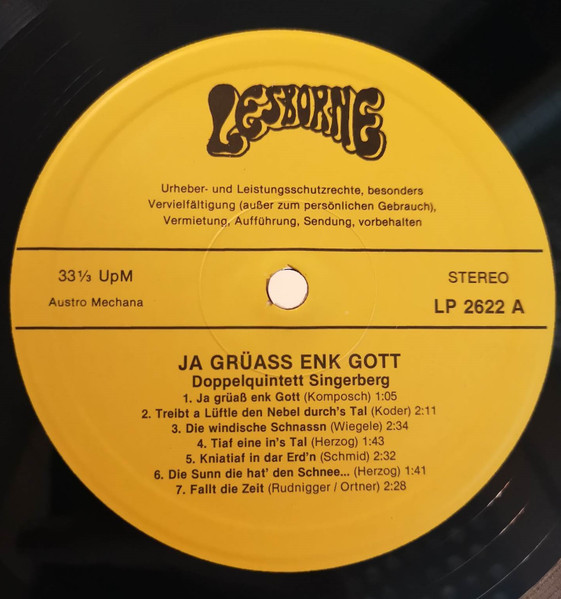 LESBORNE
Urheber- und Leistungsschutzrechte, besonders
Vervielfältigung (außer zum persönlichen Gebrauch),
Vermietung, Aufführung, Sendung, vorbehalten
33⅓ UpM
Austro Mechana
STEREO
LP 2622 A
JA GRÜASS ENK GOTT
Doppelquintett Singerberg
1. Ja grüaß enk Gott (Komposch) 1:05
2. Treibt a Lüftle den Nebel durch's Tal (Koder) 2:11
3. Die windische Schnassn (Wiegele) 2:34
4. Tiaf eine in's Tal (Herzog) 1:43
5. Kniatiaf in dar Erd'n (Schmid) 2:32
6. Die Sunn die hat' den Schnee... (Herzog) 1:41
7. Fallt die Zeit (Rudnigger / Ortner) 2:28